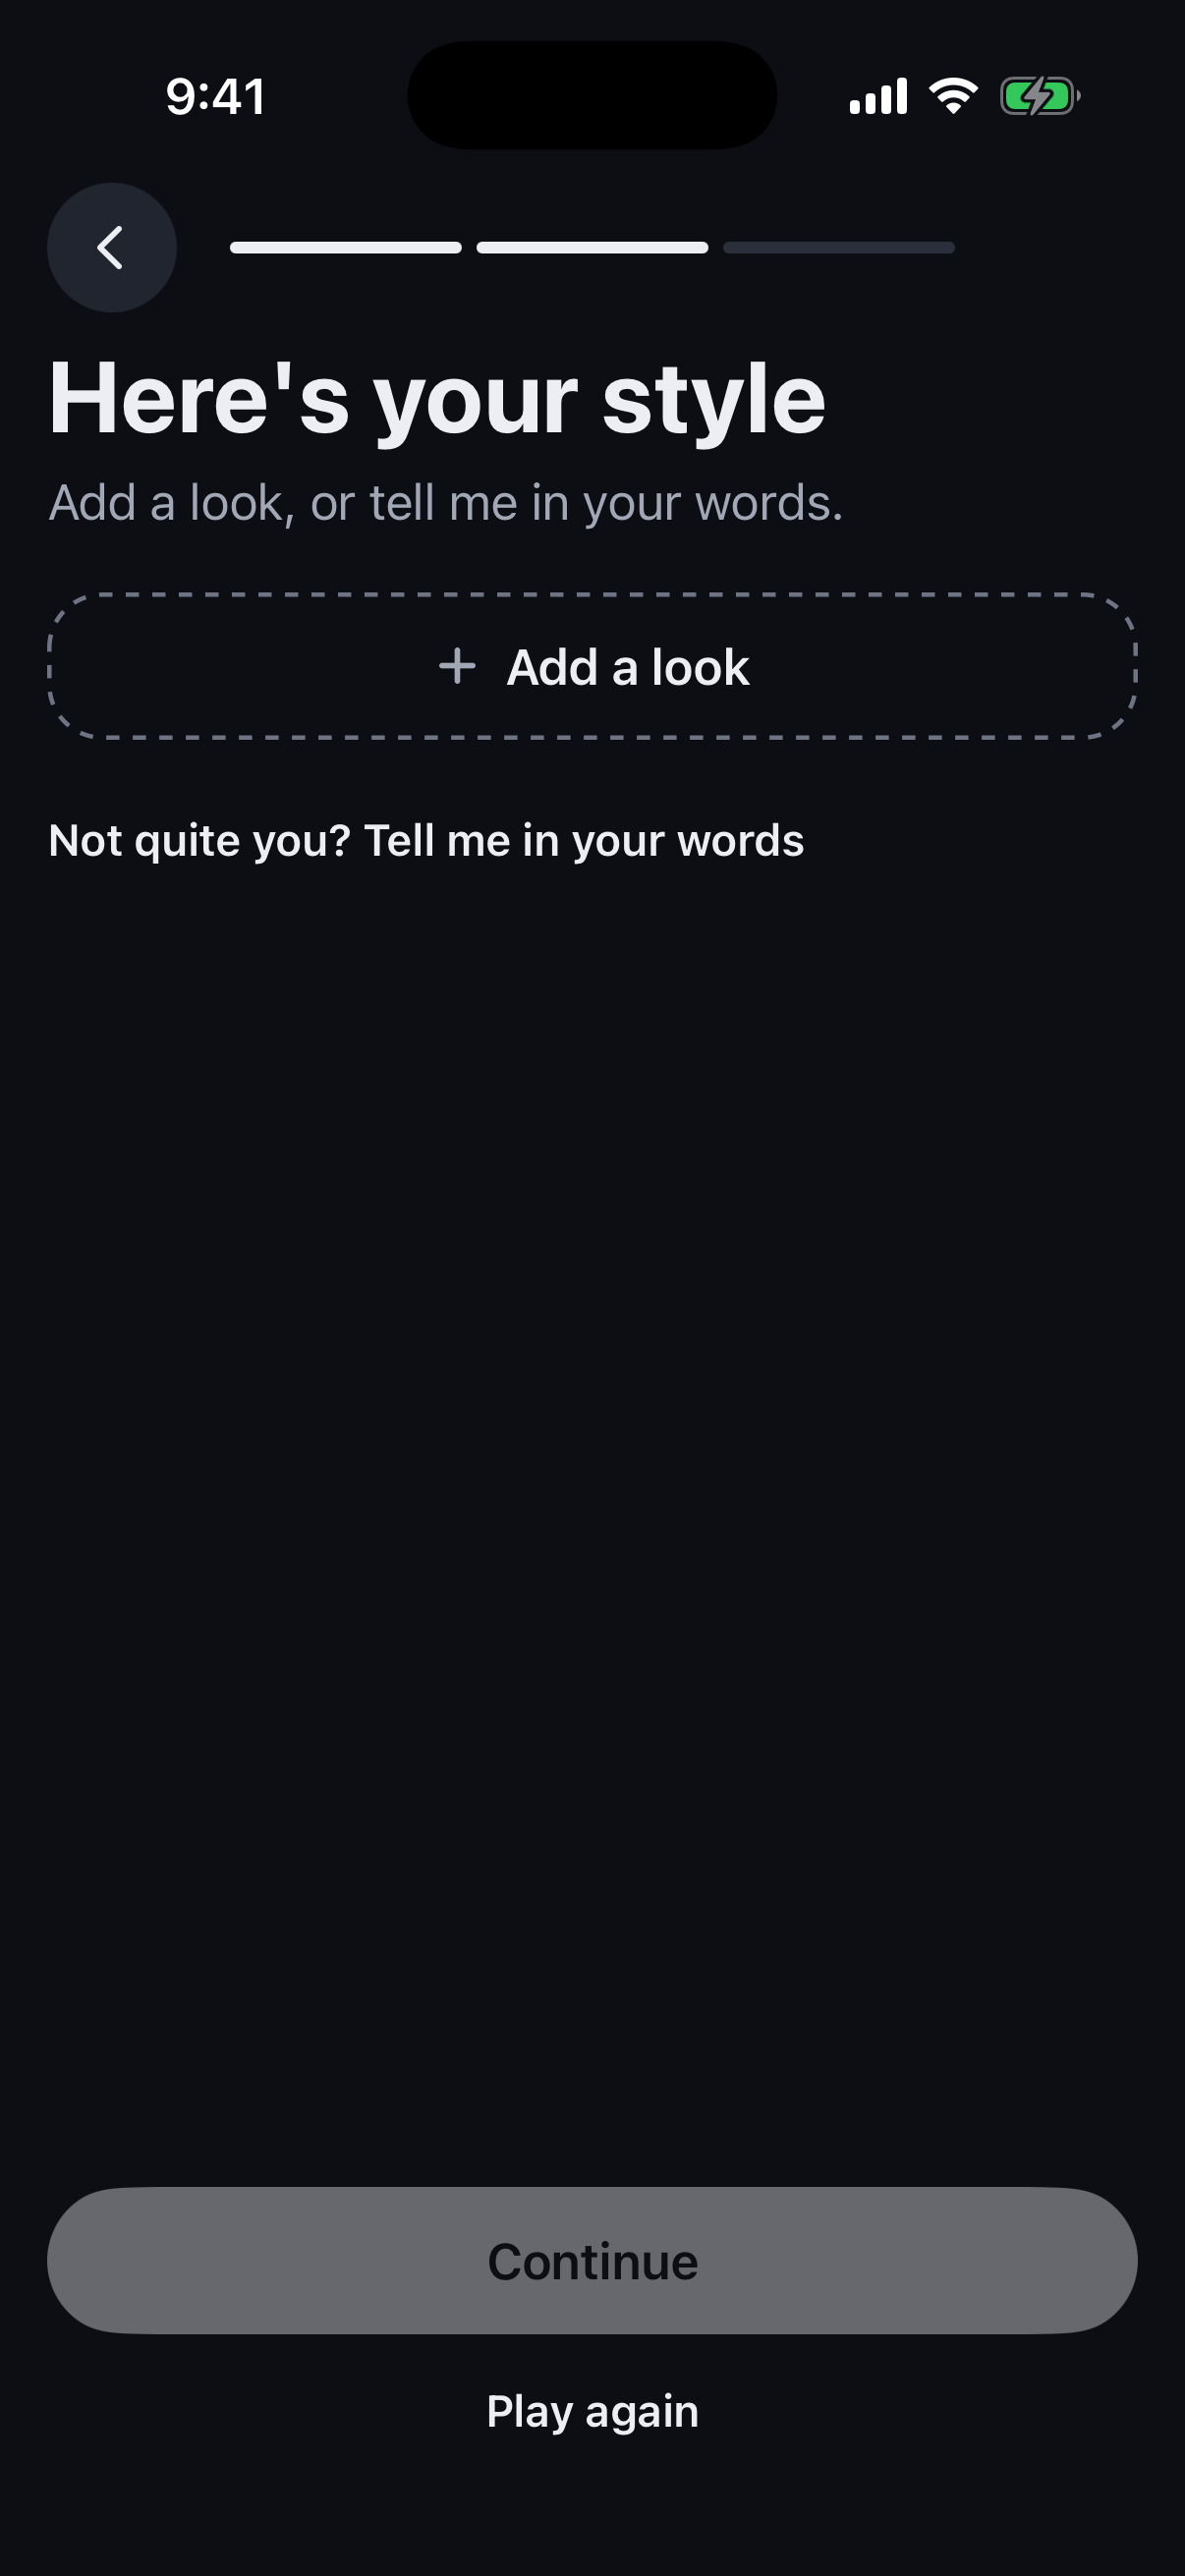 9:41
Here's your style
Add a look, or tell me in your words.
Add a look
Not quite you? Tell me in your words
Continue
Play again